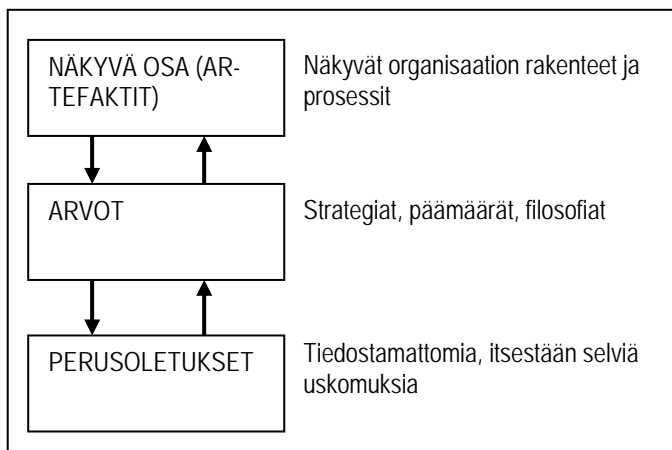 NÄKYVÄ OSA (AR-
TEFAKTIT)
Näkyvät organisaation rakenteet ja
prosessit
ARVOT
Strategiat, päämäärät, filosofiat
PERUSOLETUKSET
Tiedostamattomia, itsestään selviä
uskomuksia